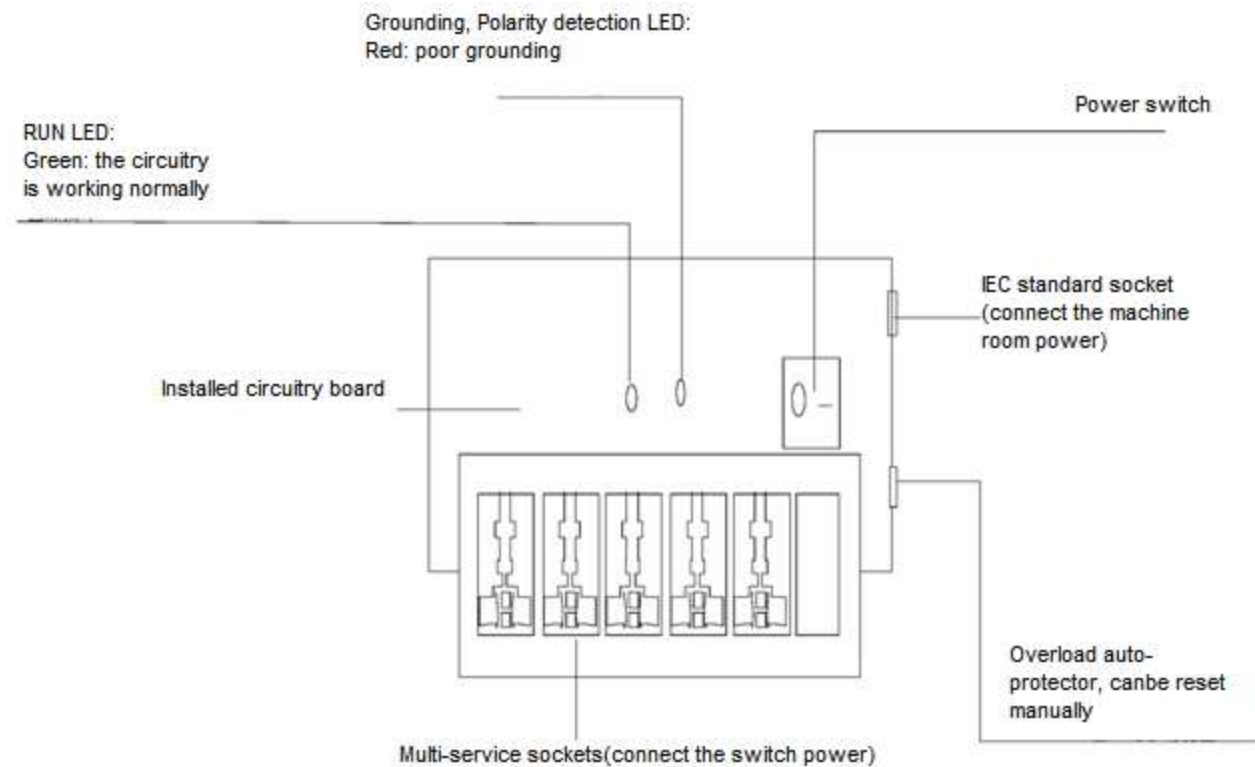 Grounding, Polarity detection LED:
Red: poor grounding
Power switch
RUN LED:
Green: the circuitry
is working normally
IEC standard socket
(connect the machine
room power)
Installed circuitry board
Overload auto-
protector, canbe reset
manually
Multi-service sockets(connect the switch power)